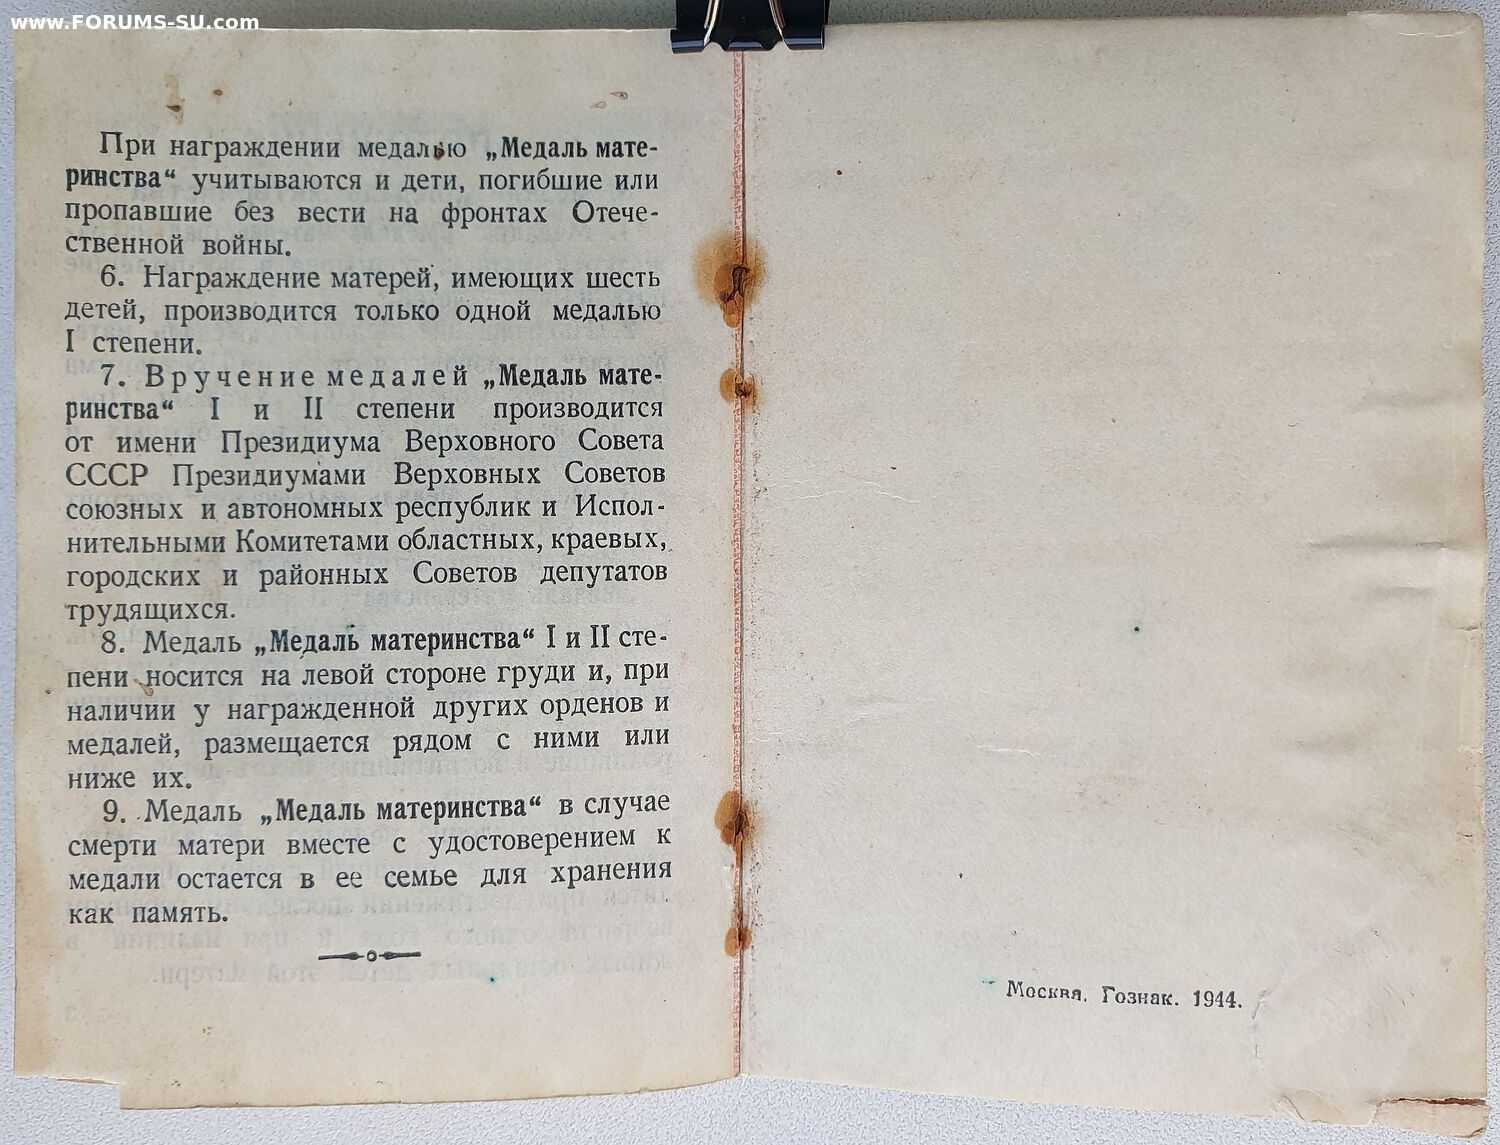 www.FORUMS-SU.com
При награждении медалью „Медаль мате-
ринства“ учитываются и дети, погибшие или
пропавшие без вести на фронтах Отече-
ственной войны.
6. Награждение матерей, имеющих шесть
детей, производится только одной медалью
I степени.
7. Вручение медалей „Медаль мате-
ринства“ I и II степени производится
от имени Президиума Верховного Совета
СССР Президиумами Верховных Советов
союзных и автономных республик и Испол-
нительными Комитетами областных, краевых,
городских и районных Советов депутатов
трудящихся.
8. Медаль „Медаль материнства“ I и II сте-
пени носится на левой стороне груди и, при
наличии у награжденной других орденов и
медалей, размещается рядом с ними или
ниже их.
9. Медаль „Медаль материнства“ в случае
смерти матери вместе с удостоверением к
медали остается в ее семье для хранения
как память.
Москва. Гознак. 1944.